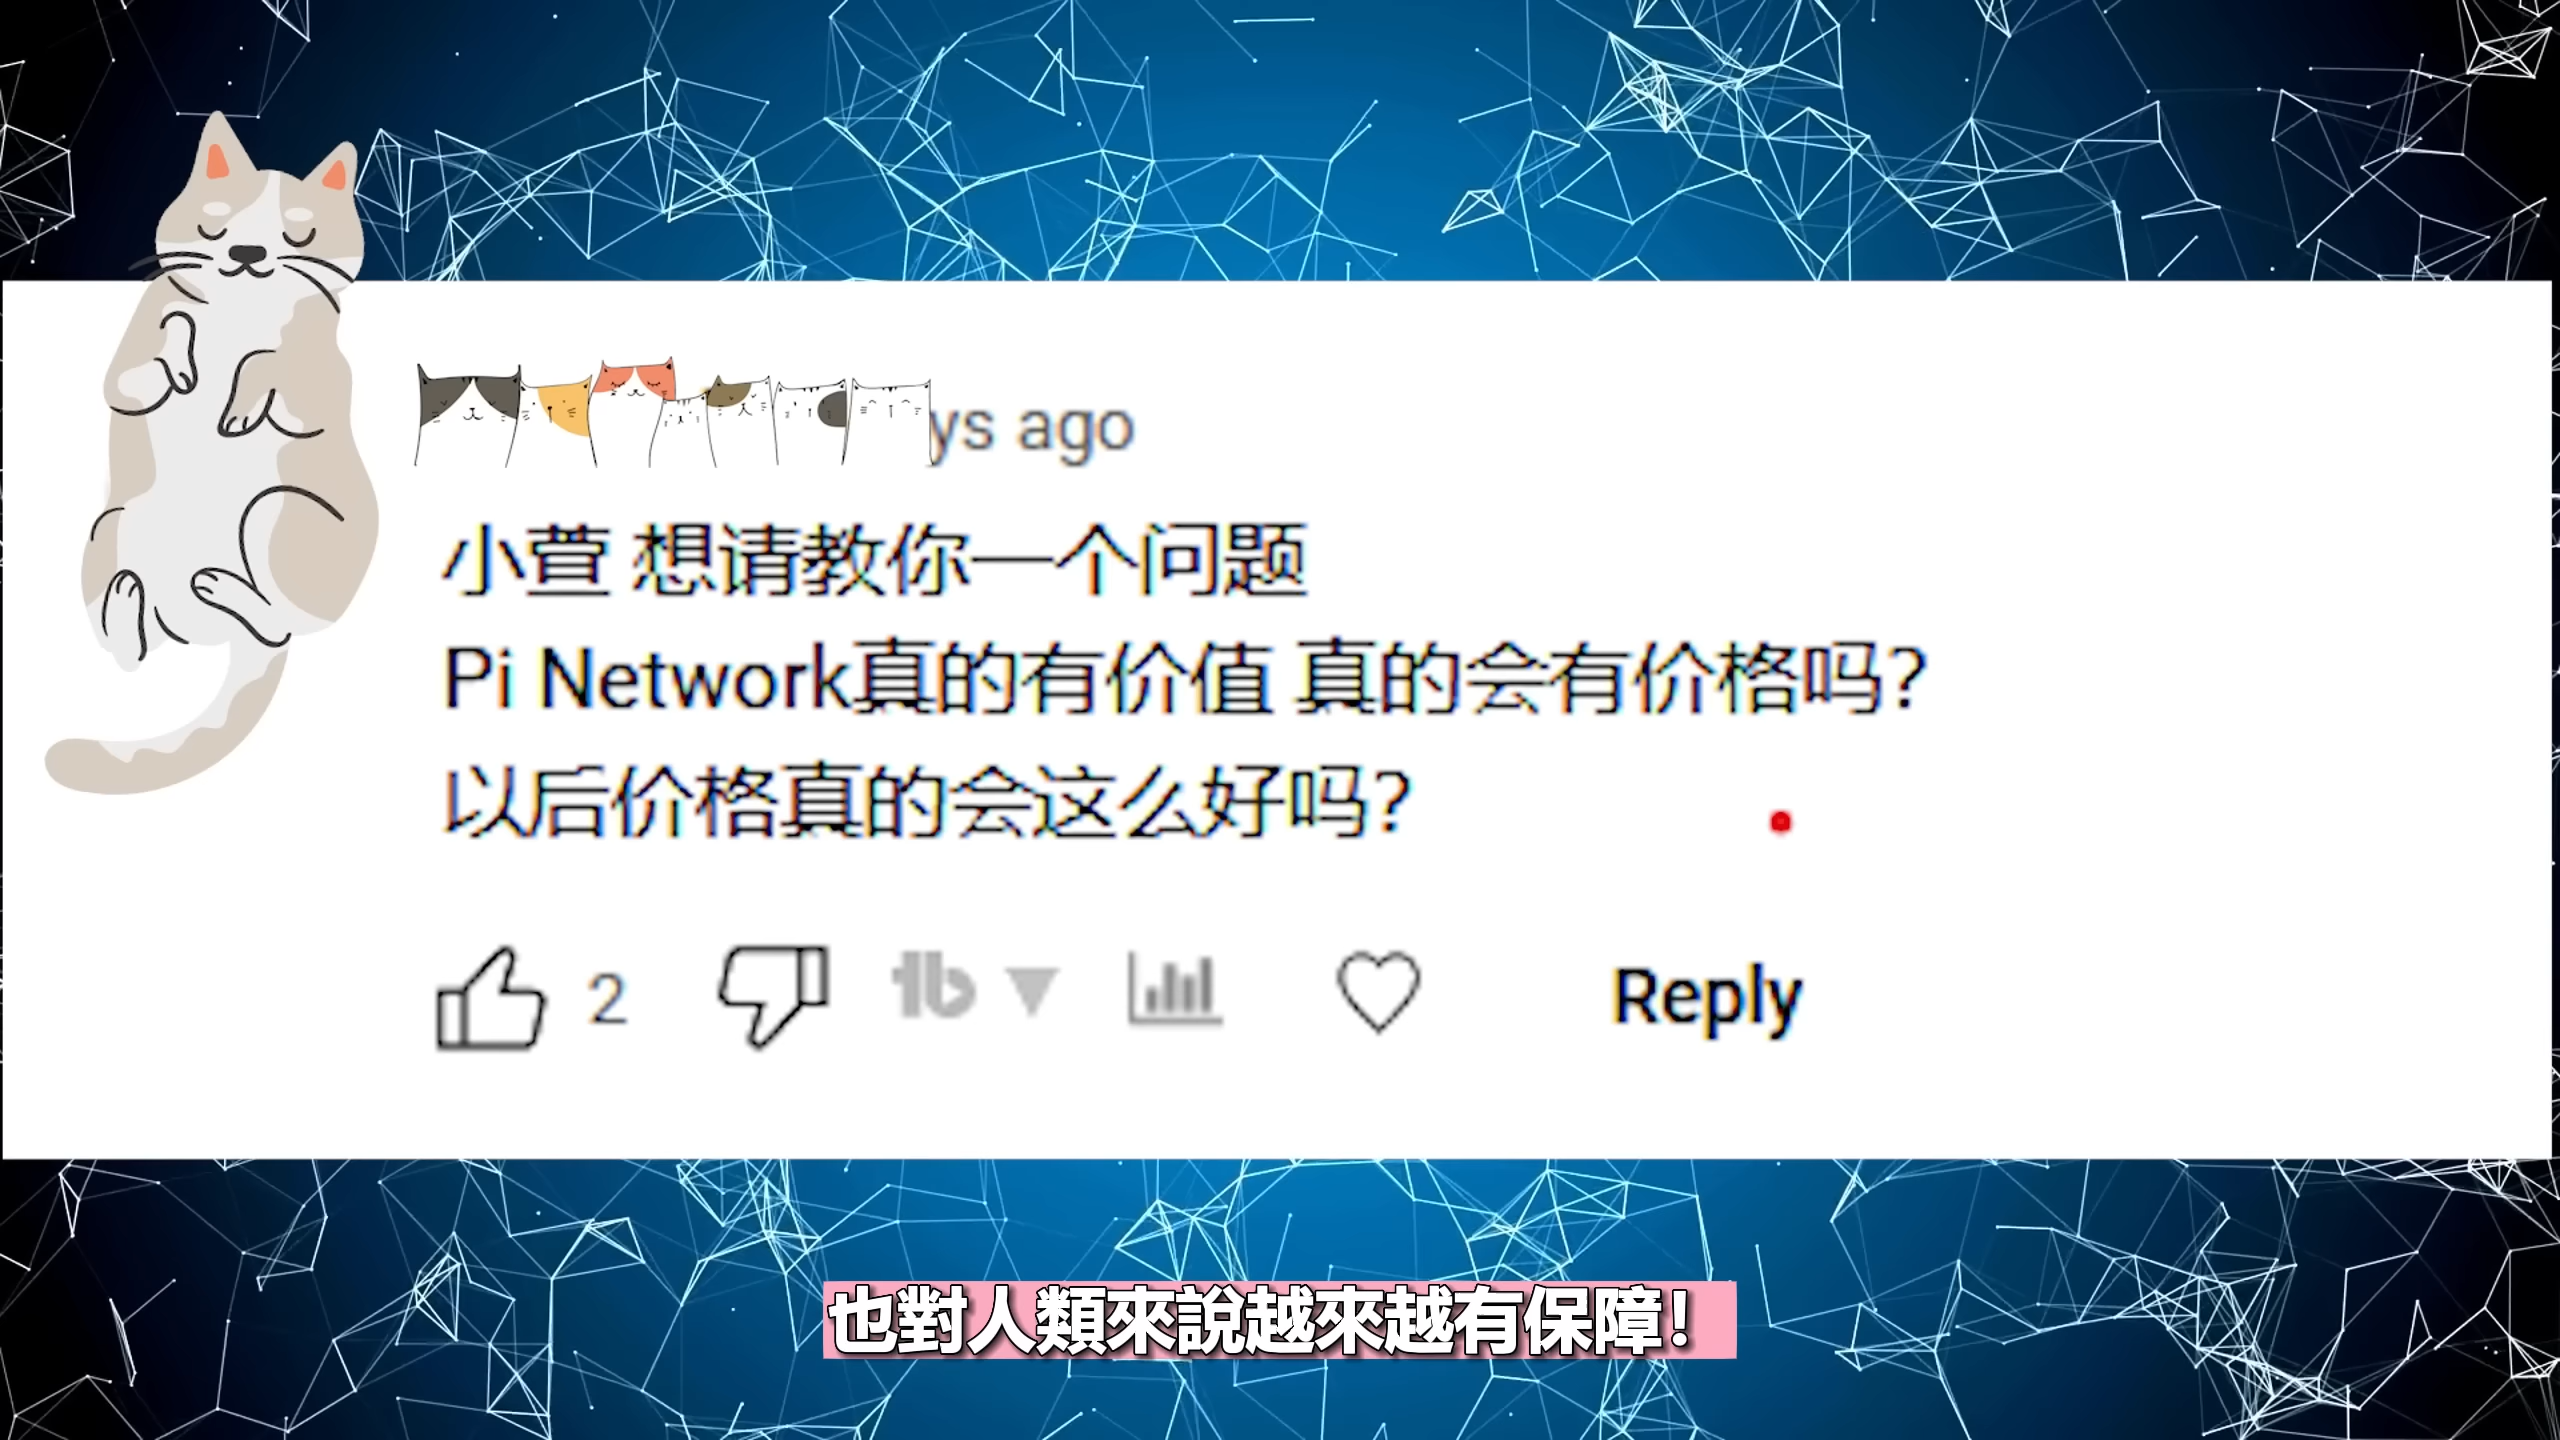 ys ago
小萱 想请教你一个问题
Pi Network真的有价值 真的会有价格吗？
以后价格真的会这么好吗？
2
Reply
也對人類來說越來越有保障！